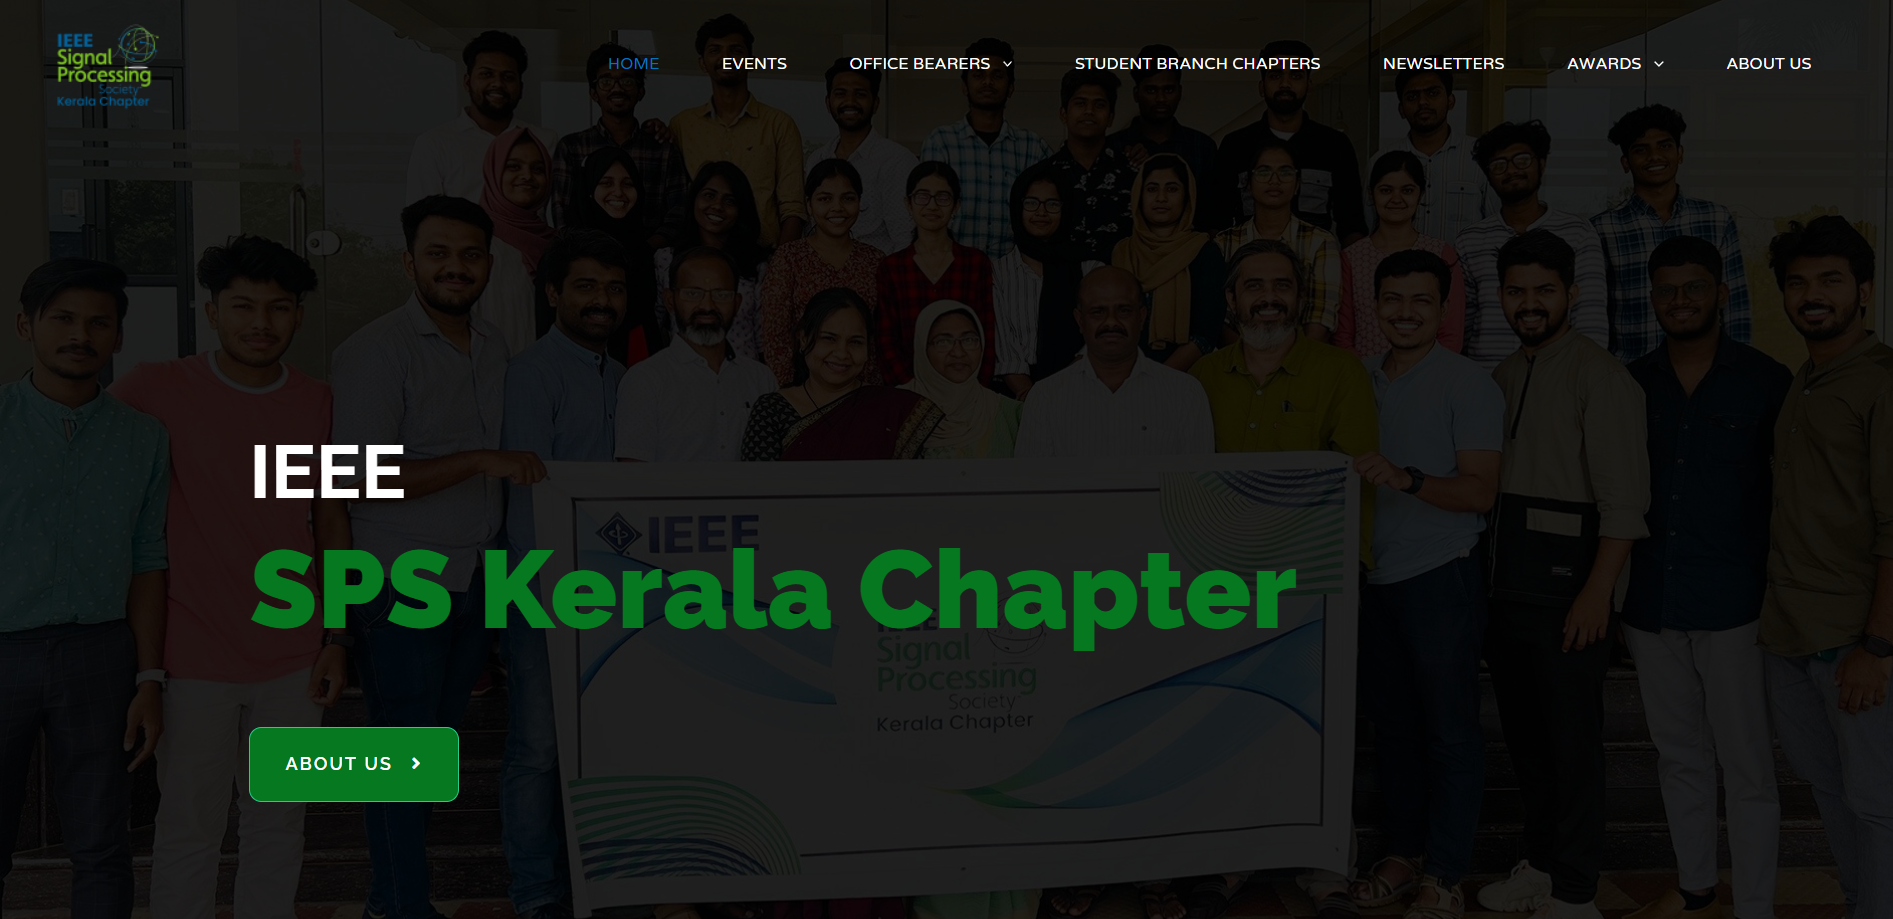 IEEE
Signal
Processing
Society
Kerala Chapter
HOME
EVENTS
OFFICE BEARERS
STUDENT BRANCH CHAPTERS
NEWSLETTERS
AWARDS
ABOUT US
IEEE
IEEE
SPS Kerala Chapter
IEEE
Signal
Processing
Society
Kerala Chapter
ABOUT US